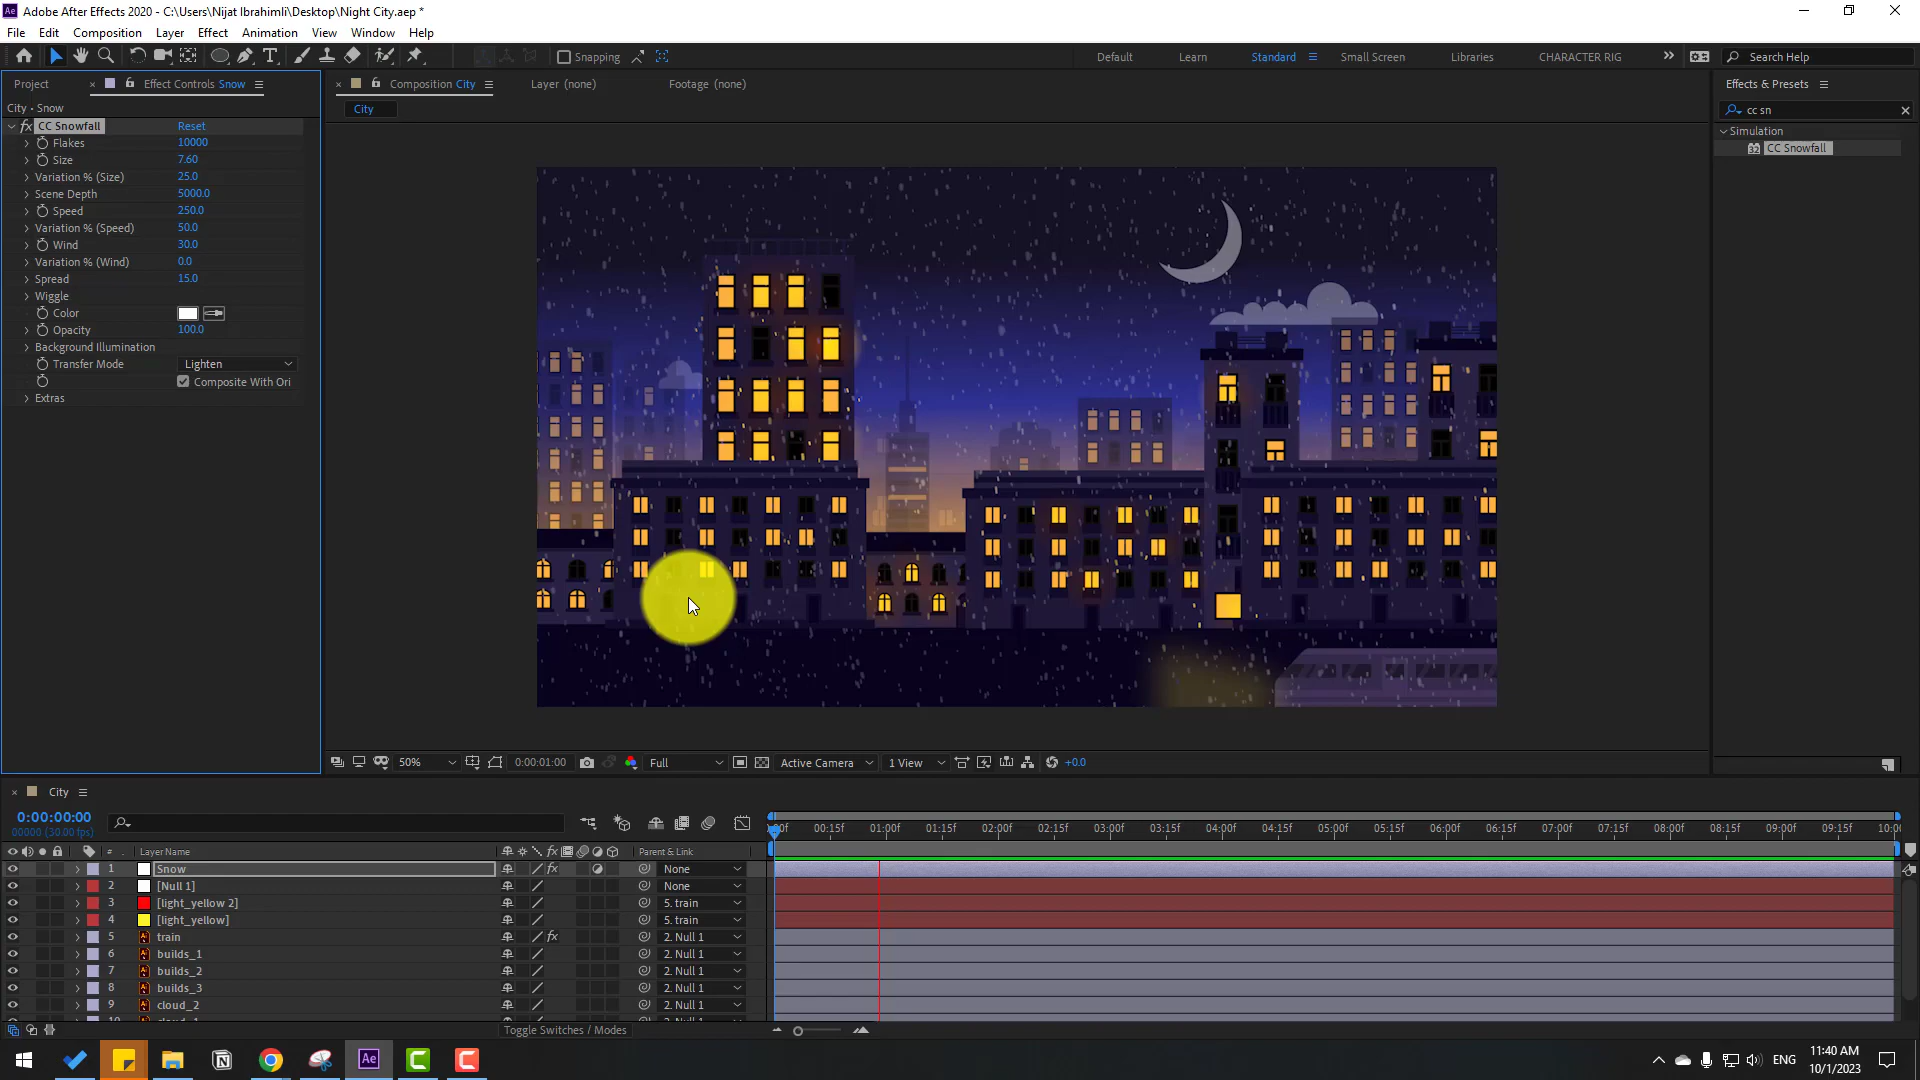 Adobe After Effects 2020 - C:\Users\Nijat Ibrahimli\Desktop\Night City.aep *
File Edit Composition Layer Effect Animation View Window Help
Snapping Default Learn Standard Small Screen Libraries CHARACTER RIG Search Help
Project Effect Controls Snow Composition City Layer (none) Footage (none) Effects & Presets
City • Snow City cc sn
fx CC Snowfall Reset Simulation
Flakes 10000 CC Snowfall
Size 7.60
Variation % (Size) 25.0
Scene Depth 5000.0
Speed 250.0
Variation % (Speed) 50.0
Wind 30.0
Variation % (Wind) 0.0
Spread 15.0
Wiggle
Color
Opacity 100.0
Background Illumination
Transfer Mode Lighten
Composite With Ori
Extras
50% 0:00:01:00 Full Active Camera 1 View +0.0
City
0:00:00:00
00000 (30.00 fps)
:00f 00:15f 01:00f 01:15f 02:00f 02:15f 03:00f 03:15f 04:00f 04:15f 05:00f 05:15f 06:00f 06:15f 07:00f 07:15f 08:00f 08:15f 09:00f 09:15f 10:00
# Layer Name fx Parent & Link
1 Snow fx None
2 [Null 1] None
3 [light_yellow 2] 5. train
4 [light_yellow] 5. train
5 train fx 2. Null 1
6 builds_1 2. Null 1
7 builds_2 2. Null 1
8 builds_3 2. Null 1
9 cloud_2 2. Null 1
Toggle Switches / Modes
Ae ENG 11:40 AM
10/1/2023